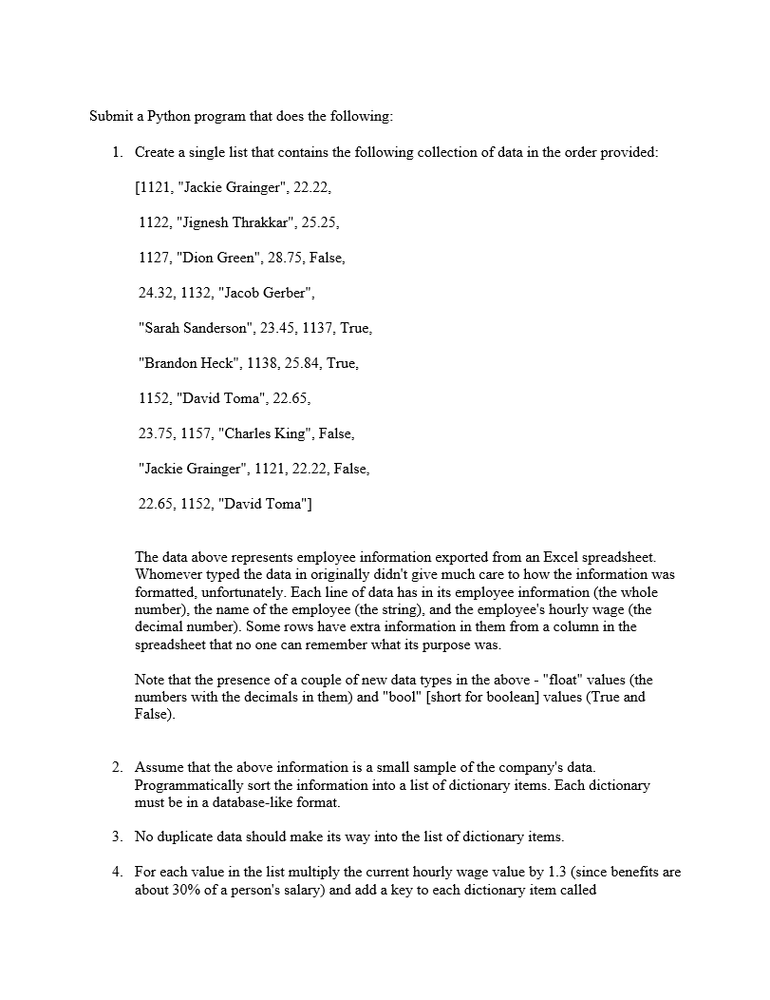 Submit a Python program that does the following:
1. Create a single list that contains the following collection of data in the order provided:
[1121, "Jackie Grainger", 22.22,
1122, "Jignesh Thrakkar", 25.25,
1127, "Dion Green", 28.75, False,
24.32, 1132, "Jacob Gerber",
"Sarah Sanderson", 23.45, 1137, True,
"Brandon Heck", 1138, 25.84, True,
1152, "David Toma", 22.65,
23.75, 1157, "Charles King", False,
"Jackie Grainger", 1121, 22.22, False,
22.65, 1152, "David Toma"]
The data above represents employee information exported from an Excel spreadsheet.
Whomever typed the data in originally didn't give much care to how the information was
formatted, unfortunately. Each line of data has in its employee information (the whole
number), the name of the employee (the string), and the employee's hourly wage (the
decimal number). Some rows have extra information in them from a column in the
spreadsheet that no one can remember what its purpose was.
Note that the presence of a couple of new data types in the above - "float" values (the
numbers with the decimals in them) and "bool" [short for boolean] values (True and
False).
2. Assume that the above information is a small sample of the company's data.
Programmatically sort the information into a list of dictionary items. Each dictionary
must be in a database-like format.
3. No duplicate data should make its way into the list of dictionary items.
4. For each value in the list multiply the current hourly wage value by 1.3 (since benefits are
about 30% of a person's salary) and add a key to each dictionary item called